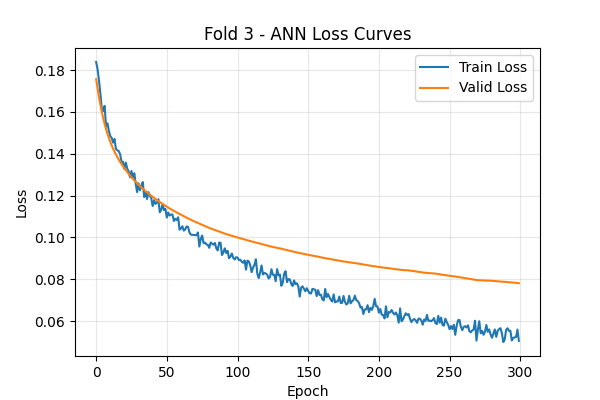 Fold 3 - ANN Loss Curves
Train Loss
Valid Loss
0.18
0.16
0.14
0.12
0.10
0.08
0.06
Loss
0 50 100 150 200 250 300
Epoch